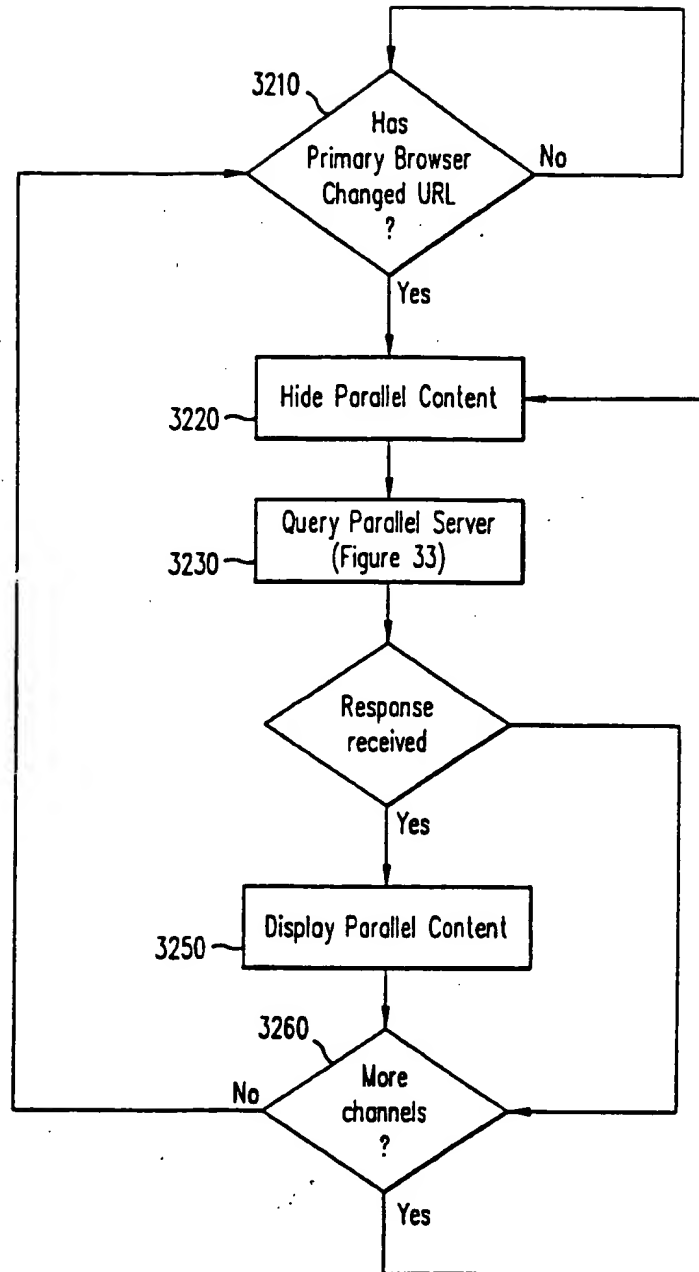 3210
Has
Primary Browser
Changed URL
?
No
Yes
Hide Parallel Content
3220
Query Parallel Server
(Figure 33)
3230
Response
received
Yes
Display Parallel Content
3250
3260
More
channels
?
No
Yes